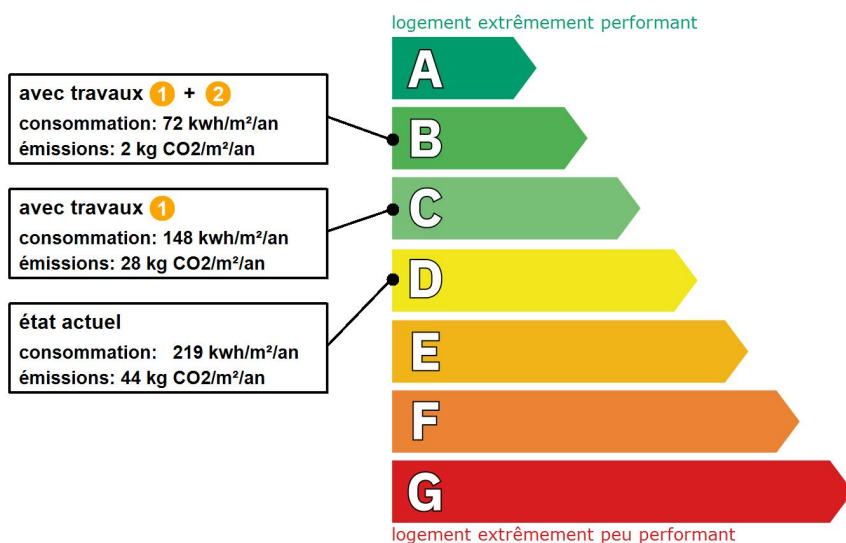 logement extrêmement performant
A
avec travaux 1 + 2
consommation: 72 kwh/m²/an
émissions: 2 kg CO2/m²/an
B
avec travaux 1
consommation: 148 kwh/m²/an
émissions: 28 kg CO2/m²/an
C
D
état actuel
consommation: 219 kwh/m²/an
émissions: 44 kg CO2/m²/an
E
F
G
logement extrêmement peu performant